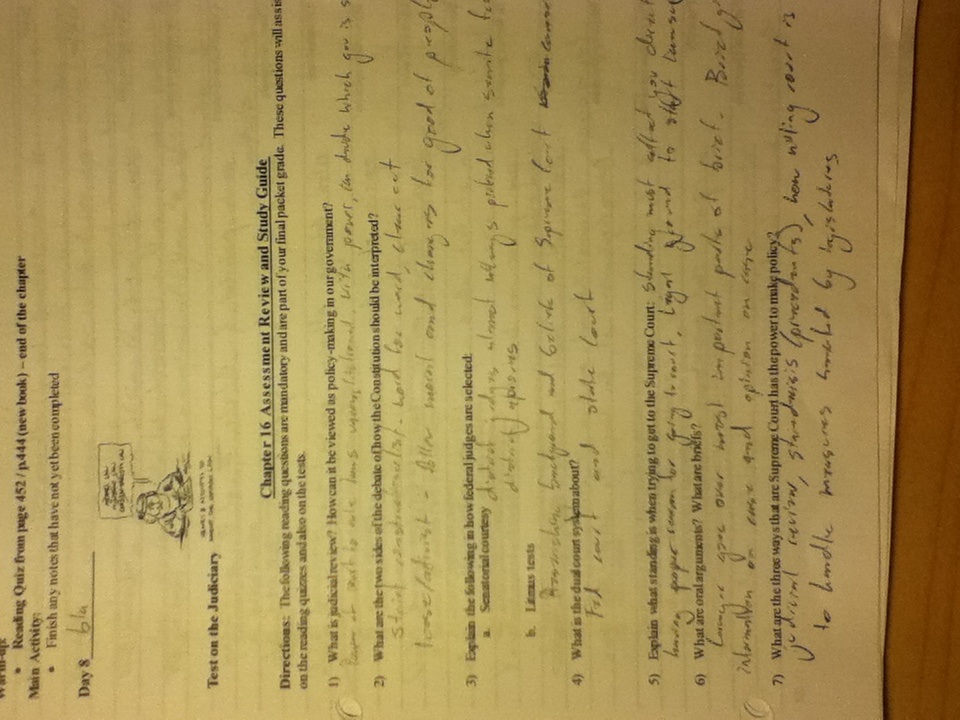 Warm-up:
• Reading Quiz from page 452 / p.444 (new book) – end of the chapter
Main Activity:
• Finish any notes that have not yet been completed
Day 8 6/a
Test on the Judiciary
Chapter 16 Assessment Review and Study Guide
Directions: The following reading questions are mandatory and are part of your final packet grade. These questions will assis
on the reading quizzes and also on the tests.
1) What is judicial review? How can it be viewed as policy-making in our government?
Power court to rule laws unconstitutional. With power, can decide which gov is s
2) What are the two sides of the debate of how the Constitution should be interpreted?
Strict constructionalist - word for word, clear cut
loose/activist - follow moral and changes for good of people
3) Explain the following in how federal judges are selected:
a. Senatorial courtesy district judges almost always picked when senate
district approves
b. Litmus tests
Researching background and beliefs of Supreme Court
4) What is the dual court system about?
Fed court and state court
5) Explain what standing is when trying to get to the Supreme Court: Standing must affect you direct
having proper reason for going to court, Legal ground to start lawsu
6) What are oral arguments? What are briefs?
Lawyer goes over most important parts of brief. Brief g
information on case and opinion on case
7) What are the three ways that are Supreme Court has the power to make policy?
judicial review, (precedents), how willing court is
to handle measures by legislatures